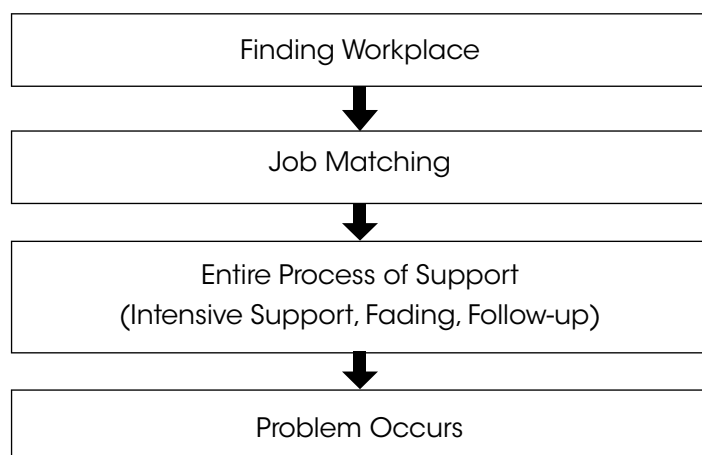 Finding Workplace
Job Matching
Entire Process of Support
(Intensive Support, Fading, Follow-up)
Problem Occurs